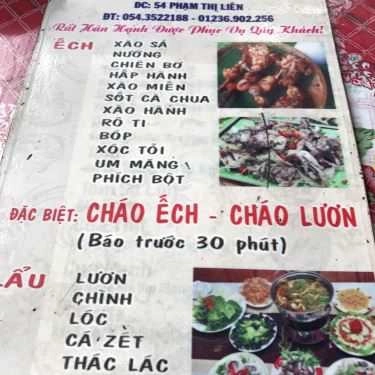 ĐC: 54 PHẠM THỊ LIÊN
ĐT: 054.3522188 - 01236.902.256
Rất Hân Hạnh Được Phục Vụ Qúy Khách!
ẾCH
XÀO SẢ
NƯỚNG
CHIÊN BƠ
HẤP HÀNH
XÀO MIẾN
SỐT CÀ CHUA
XÀO HÀNH
RÔ TI
BÓP
XỐC TỎI
UM MĂNG
PHÍCH BỘT
ĐẶC BIỆT: CHÁO ẾCH - CHÁO LƯƠN
(Báo trước 30 phút)
LẨU
LƯƠN
CHÌNH
LÓC
CÁ ZẾT
THÁC LÁC